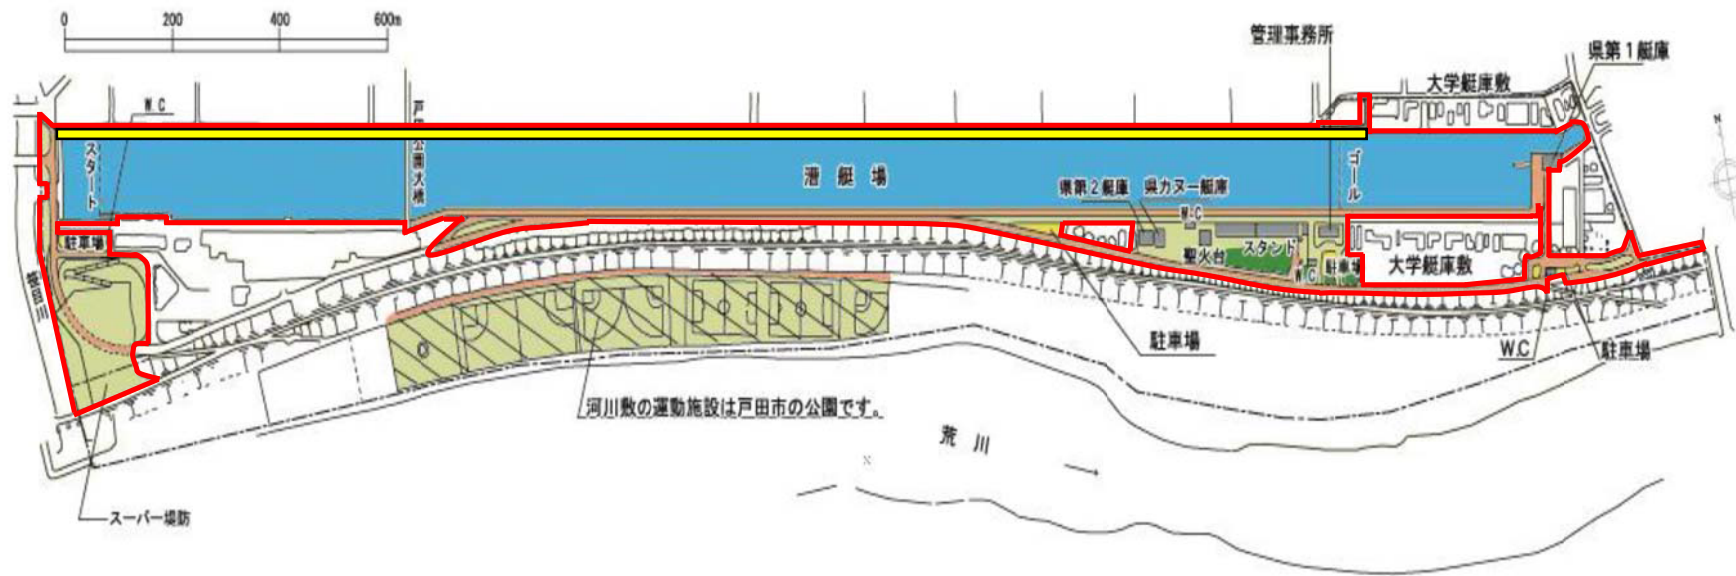 0 200 400 600m
管理事務所
県第1艇庫
大学艇庫敷
W.C
戸田公園大橋
スタート
漕艇場
ゴール
県第2艇庫
県カヌー艇庫
W.C
駐車場
聖火台
スタンド
W.C
駐車場
大学艇庫敷
N
駐車場
W.C
駐車場
河川敷の運動施設は戸田市の公園です。
荒川
スーパー堤防